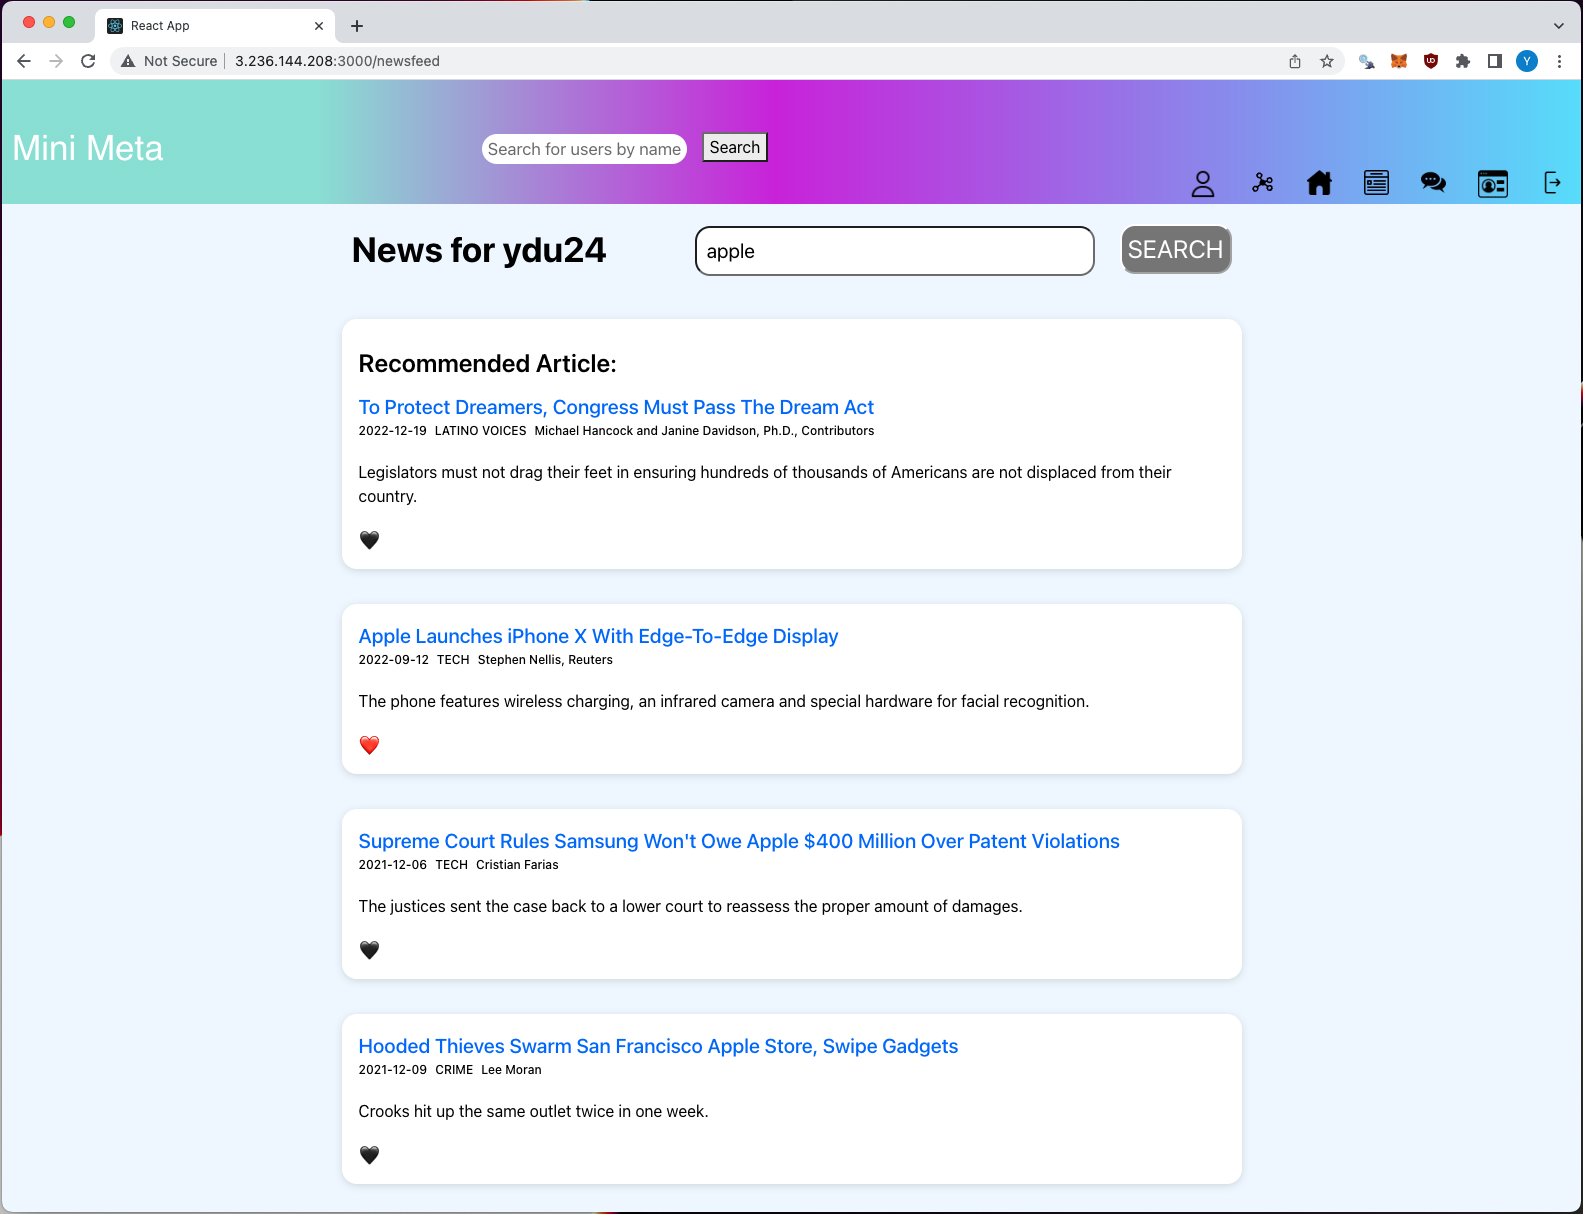 React App
Not Secure
3.236.144.208:3000/newsfeed
Y
Mini Meta
Search for users by name
Search
News for ydu24
apple
SEARCH
Recommended Article:
To Protect Dreamers, Congress Must Pass The Dream Act
2022-12-19 LATINO VOICES Michael Hancock and Janine Davidson, Ph.D., Contributors
Legislators must not drag their feet in ensuring hundreds of thousands of Americans are not displaced from their
country.
Apple Launches iPhone X With Edge-To-Edge Display
2022-09-12 TECH Stephen Nellis, Reuters
The phone features wireless charging, an infrared camera and special hardware for facial recognition.
Supreme Court Rules Samsung Won't Owe Apple $400 Million Over Patent Violations
2021-12-06 TECH Cristian Farias
The justices sent the case back to a lower court to reassess the proper amount of damages.
Hooded Thieves Swarm San Francisco Apple Store, Swipe Gadgets
2021-12-09 CRIME Lee Moran
Crooks hit up the same outlet twice in one week.